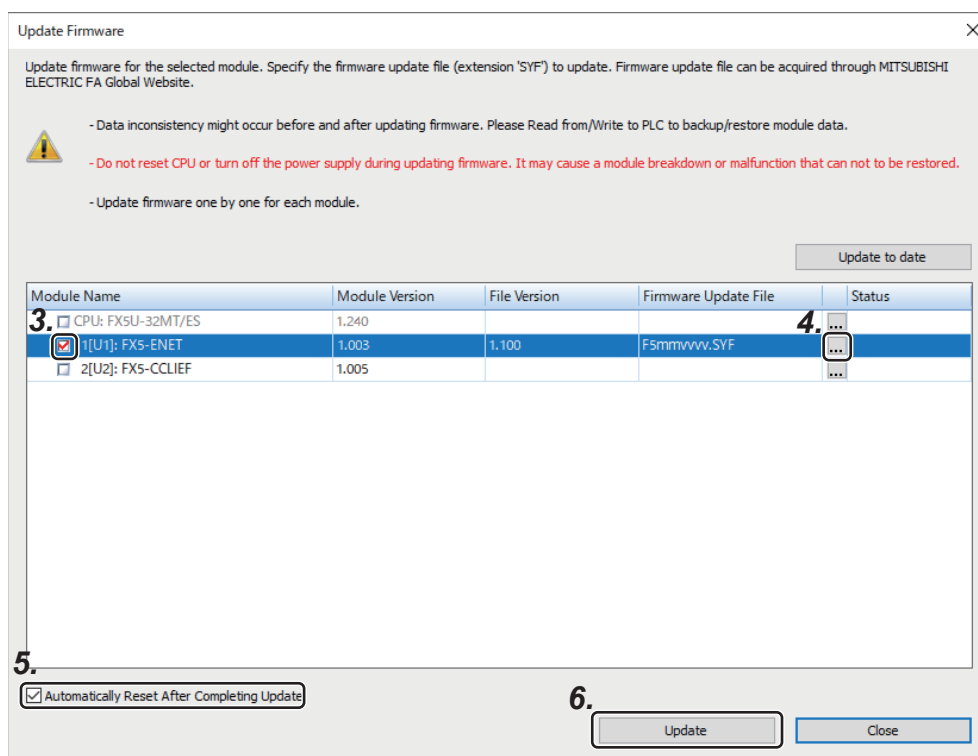 Update Firmware
Update firmware for the selected module. Specify the firmware update file (extension 'SYF') to update. Firmware update file can be acquired through MITSUBISHI
ELECTRIC FA Global Website.
- Data inconsistency might occur before and after updating firmware. Please Read from/Write to PLC to backup/restore module data.
- Do not reset CPU or turn off the power supply during updating firmware. It may cause a module breakdown or malfunction that can not to be restored.
- Update firmware one by one for each module.
Update to date
Module Name Module Version File Version Firmware Update File Status
3. CPU: FX5U-32MT/ES 1.240 4. ...
1[U1]: FX5-ENET 1.003 1.100 F5mmvvvv.SYF ...
2[U2]: FX5-CCLIEF 1.005 ...
5.
Automatically Reset After Completing Update
6.
Update Close